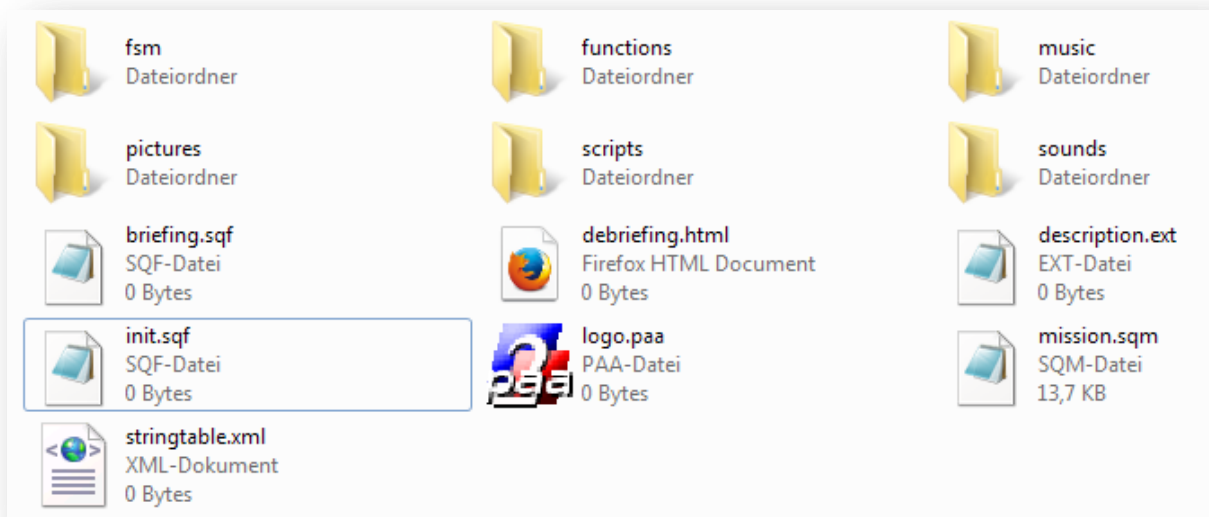 fsm
Dateiordner
functions
Dateiordner
music
Dateiordner
pictures
Dateiordner
scripts
Dateiordner
sounds
Dateiordner
briefing.sqf
SQF-Datei
0 Bytes
debriefing.html
Firefox HTML Document
0 Bytes
description.ext
EXT-Datei
0 Bytes
init.sqf
SQF-Datei
0 Bytes
paa
logo.paa
PAA-Datei
0 Bytes
mission.sqm
SQM-Datei
13,7 KB
stringtable.xml
XML-Dokument
0 Bytes